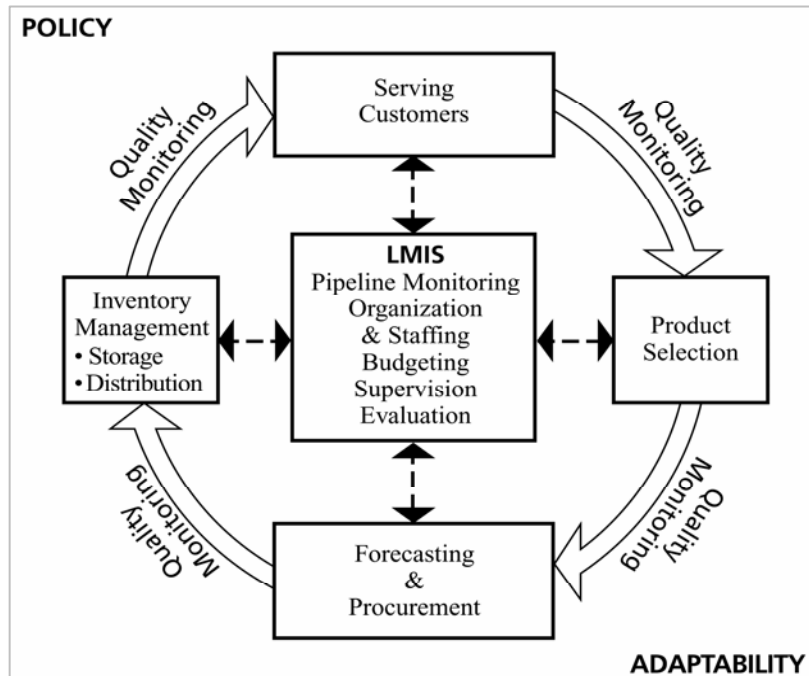 POLICY
Serving
Customers
Quality
Monitoring
Quality
Monitoring
LMIS
Pipeline Monitoring
Organization
& Staffing
Budgeting
Supervision
Evaluation
Inventory
Management
• Storage
• Distribution
Product
Selection
Quality
Monitoring
Quality
Monitoring
Forecasting
&
Procurement
ADAPTABILITY